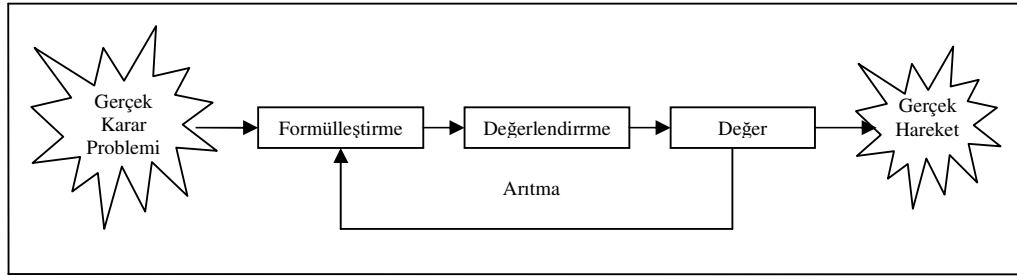 Gerçek
Karar
Problemi
Formülleştirme
Değerlendirrme
Değer
Gerçek
Hareket
Arıtma